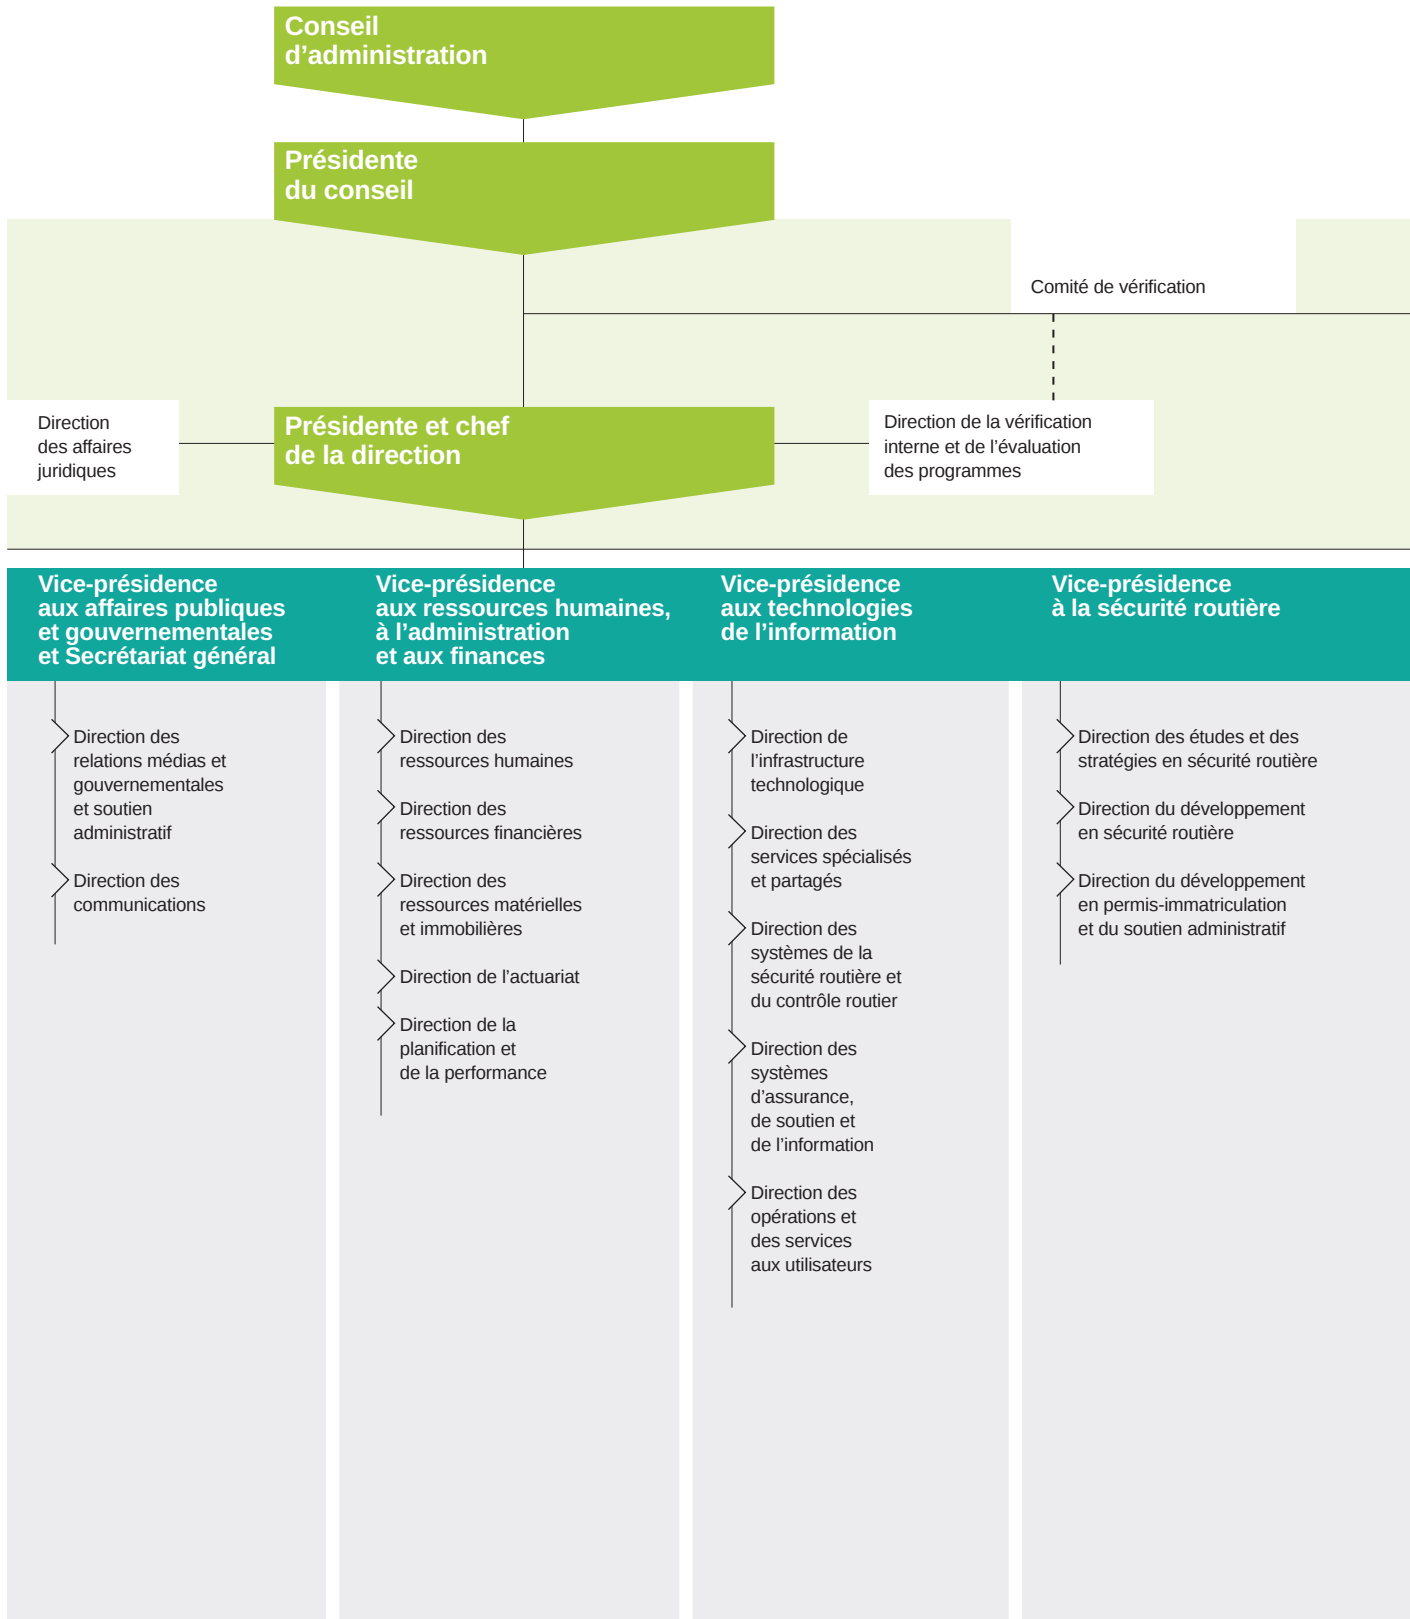 Conseil
d’administration
Présidente
du conseil
Comité de vérification
Direction
des affaires
juridiques
Présidente et chef
de la direction
Direction de la vérification
interne et de l’évaluation
des programmes
Vice-présidence
aux affaires publiques
et gouvernementales
et Secrétariat général
Direction des
relations médias et
gouvernementales
et soutien
administratif
Direction des
communications
Vice-présidence
aux ressources humaines,
à l’administration
et aux finances
Direction des
ressources humaines
Direction des
ressources financières
Direction des
ressources matérielles
et immobilières
Direction de l’actuariat
Direction de la
planification et
de la performance
Vice-présidence
aux technologies
de l’information
Direction de
l’infrastructure
technologique
Direction des
services spécialisés
et partagés
Direction des
systèmes de la
sécurité routière et
du contrôle routier
Direction des
systèmes
d’assurance,
de soutien et
de l’information
Direction des
opérations et
des services
aux utilisateurs
Vice-présidence
à la sécurité routière
Direction des études et des
stratégies en sécurité routière
Direction du développement
en sécurité routière
Direction du développement
en permis-immatriculation
et du soutien administratif